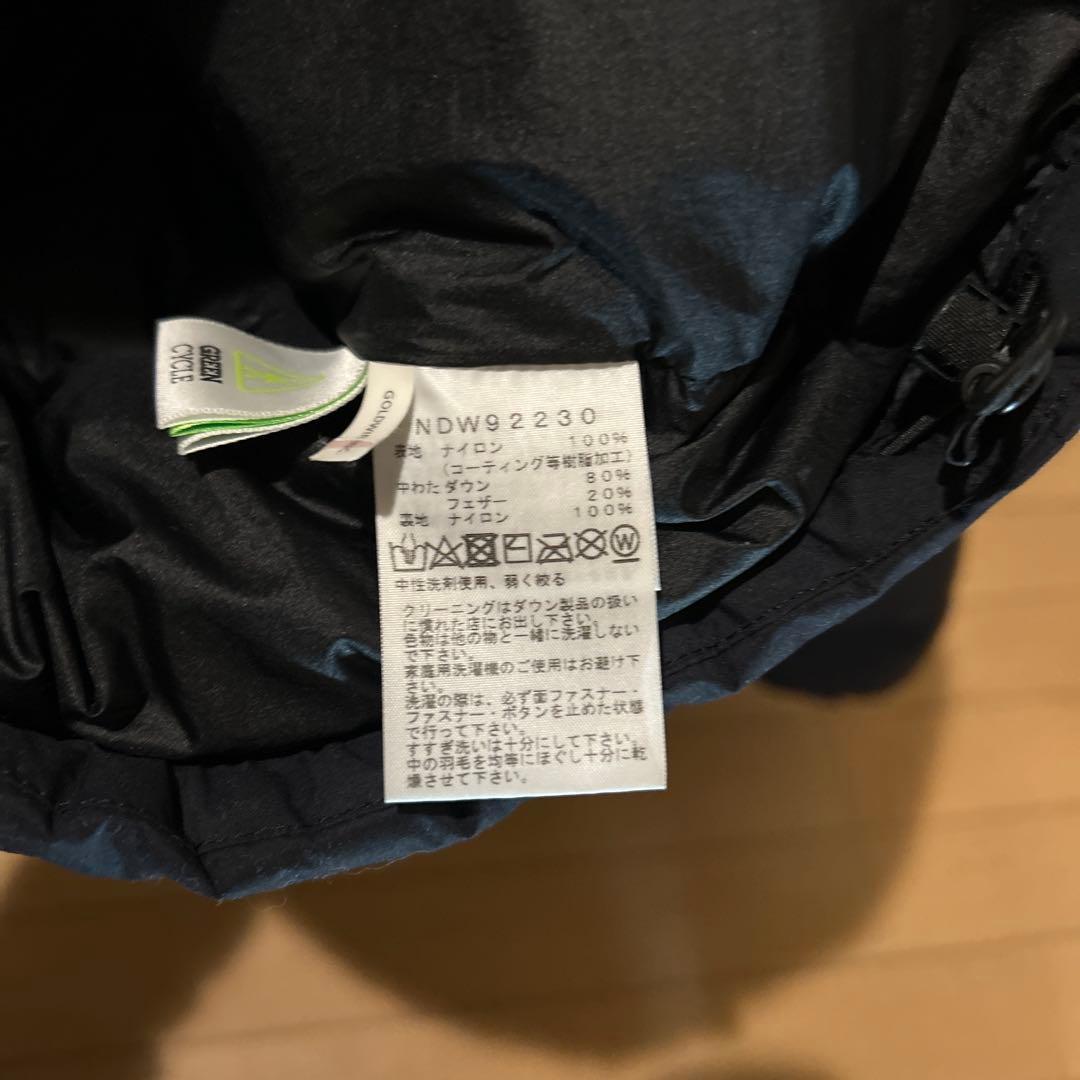 GREEN
CYCLE
GOLDWIN
NDW92230
表地 ナイロン 100%
(コーティング等樹脂加工)
中わた ダウン 80%
フェザー 20%
裏地 ナイロン 100%
W
中性洗剤使用、弱く絞る
クリーニングはダウン製品の扱い
に慣れた店にお出し下さい。
色物は他の物と一緒に洗濯しない
で下さい。
家庭用洗濯機のご使用はお避け下
さい。
洗濯の際は、必ず面ファスナー・
ファスナー・ボタンを止めた状態
で行って下さい。
すすぎ洗いは十分にして下さい。
中の羽毛を均等にほぐし十分に乾
燥させて下さい。